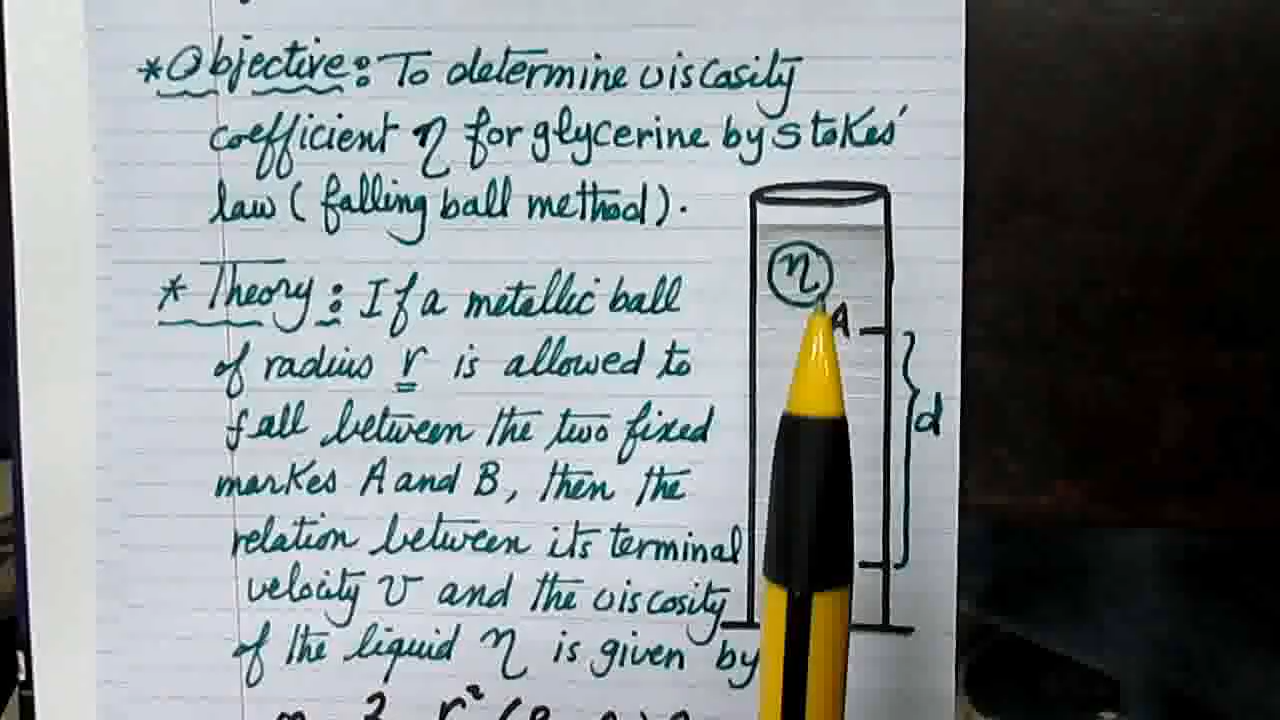 *Objective: To determine viscasity
coefficient η for glycerine by stokes'
law (falling ball method).
* Theory: If a metallic ball
of radius r is allowed to
fall between the two fixed
markes A and B, then the
relation between its terminal
velocity v and the viscosity
of the liquid η is given by
η
A
d